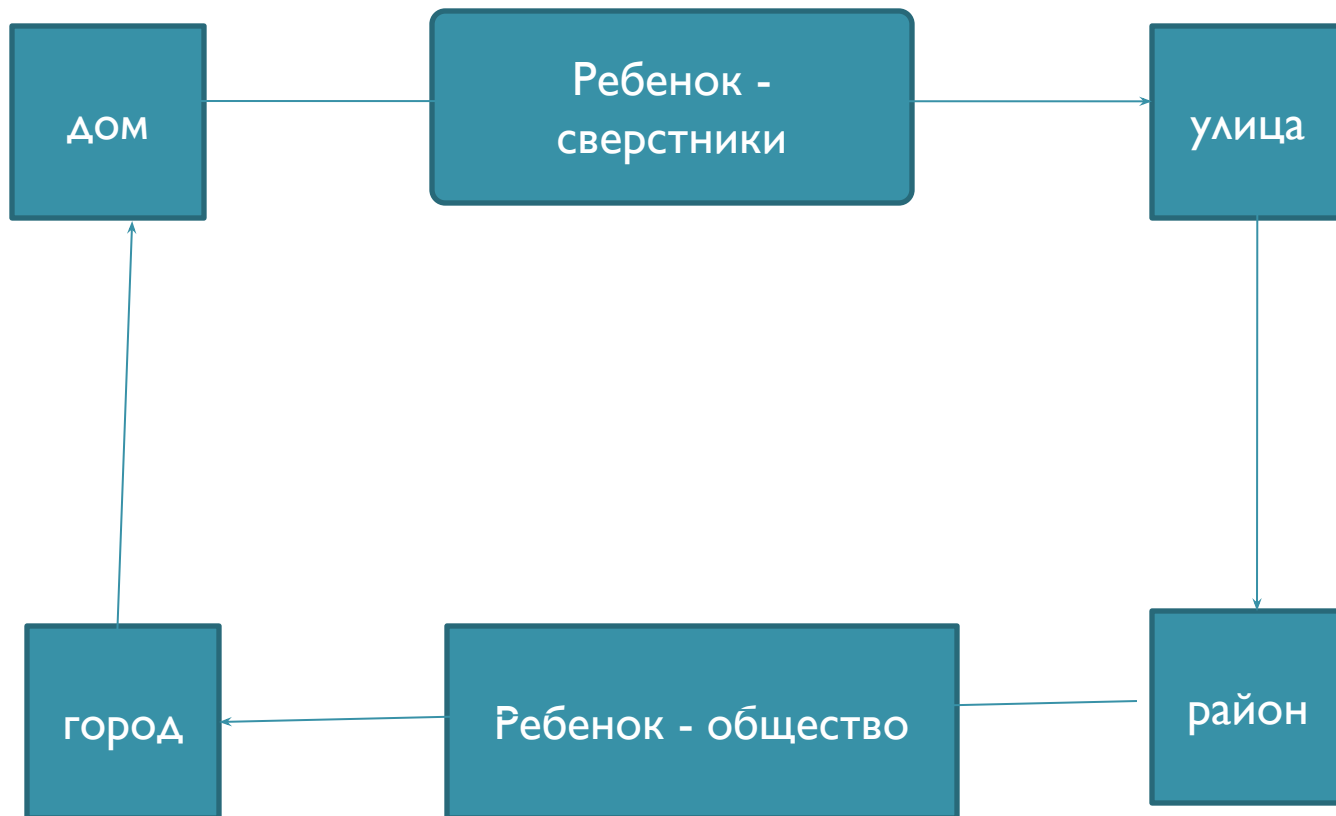 дом
Ребенок -
сверстники
улица
город
Ребенок - общество
район